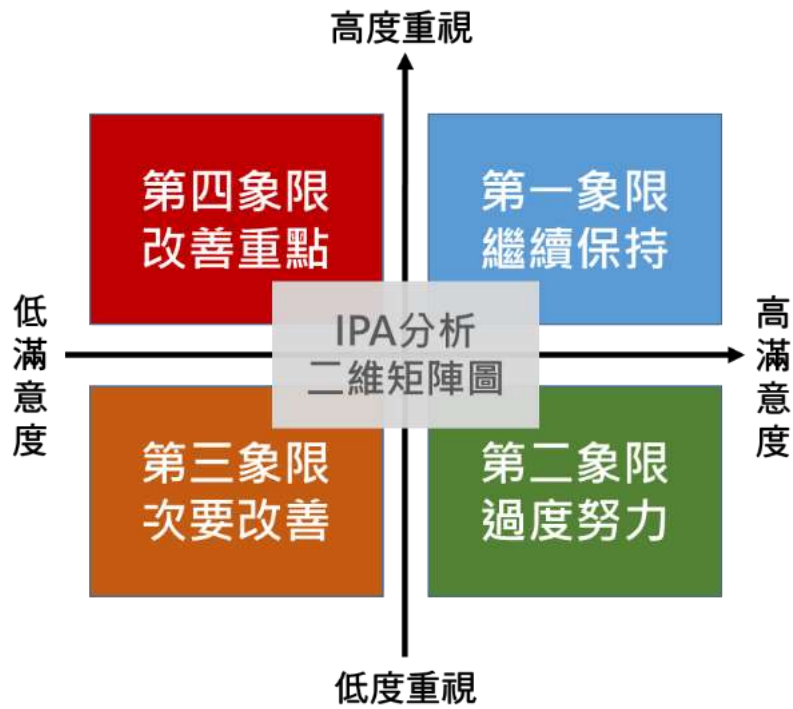 高度重視
第四象限
改善重點
第一象限
繼續保持
低滿意度
IPA分析
二維矩陣圖
高滿意度
第三象限
次要改善
第二象限
過度努力
低度重視